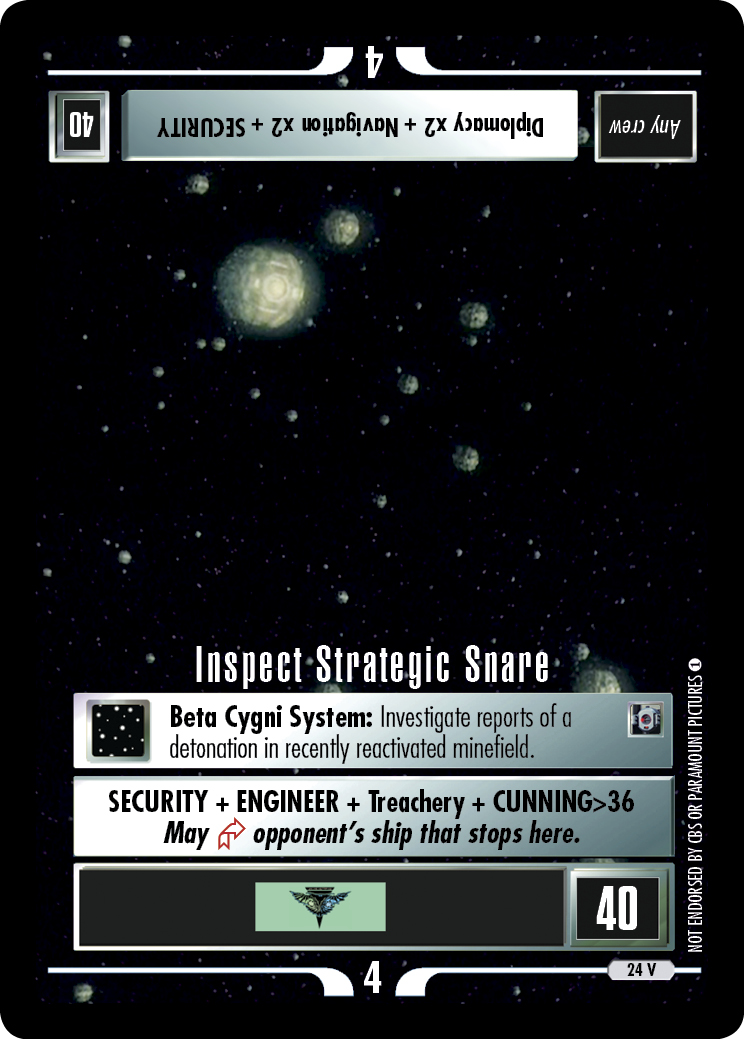 4
40 Diplomacy x2 + Navigation x2 + SECURITY Any crew
Inspect Strategic Snare
Beta Cygni System: Investigate reports of a
detonation in recently reactivated minefield.
SECURITY + ENGINEER + Treachery + CUNNING>36
May opponent's ship that stops here.
40
4
24 V
NOT ENDORSED BY CBS OR PARAMOUNT PICTURES 1